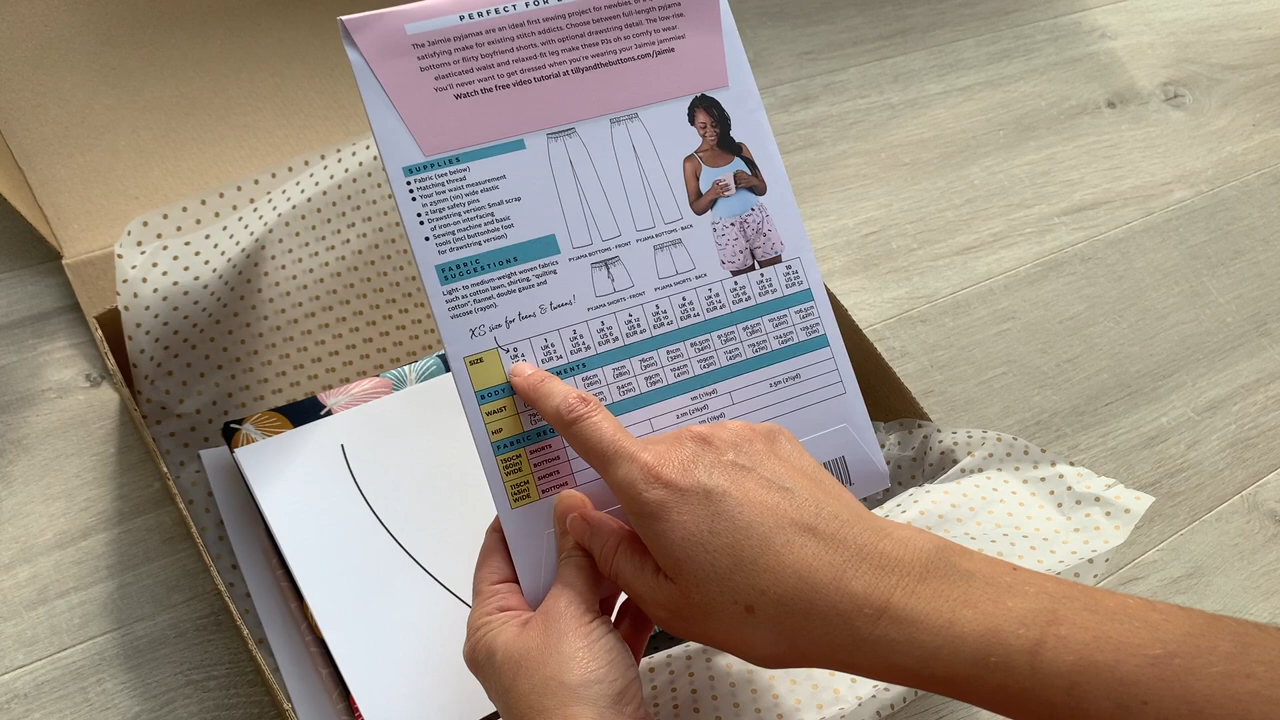 PERFECT FOR
The Jaimie pyjamas are an ideal first sewing project for newbies, or a
satisfying make for existing stitch addicts. Choose between full-length pyjama
bottoms or flirty boyfriend shorts, with optional drawstring detail. The low-rise,
elasticated waist and relaxed-fit leg make these PJs oh so comfy to wear.
You'll never want to get dressed when you're wearing your Jaimie jammies!
Watch the free video tutorial at tillyandthebuttons.com/jaimie
SUPPLIES
● Fabric (see below)
● Matching thread
● Your low waist measurement
in 25mm (1in) wide elastic
● 2 large safety pins
● Drawstring version: Small scrap
of iron-on interfacing
● Sewing machine and basic
tools (incl buttonhole foot
for drawstring version)
FABRIC
SUGGESTIONS
Light- to medium-weight woven fabrics
such as cotton lawn, shirting, "quilting
cotton", flannel, double gauze and
viscose (rayon).
PYJAMA BOTTOMS - FRONT
PYJAMA BOTTOMS - BACK
PYJAMA SHORTS - FRONT
PYJAMA SHORTS - BACK
XS size for teens & tweens!
SIZE
0 1 2 3 4 5 6 7 8 9 10
UK 4 UK 6 UK 8 UK 10 UK 12 UK 14 UK 16 UK 18 UK 20 UK 22 UK 24
US 2 US 4 US 6 US 8 US 10 US 12 US 14 US 16 US 18 US 20
EUR 34 EUR 36 EUR 38 EUR 40 EUR 42 EUR 44 EUR 46 EUR 48 EUR 50 EUR 52
BODY MENTS
WAIST 66cm 71cm 76cm 81cm 86.5cm 91.5cm 96.5cm 101.5cm 106.5cm
(26in) (28in) (30in) (32in) (34in) (36in) (38in) (40in) (42in)
HIP 94cm 99cm 104cm 109cm 114cm 119.5cm 124.5cm 129.5cm
(37in) (39in) (41in) (43in) (45in) (47in) (49in) (51in)
FABRIC REQ
150CM
(60in)
WIDE
SHORTS 1m (1⅛yd)
BOTTOMS 2.1m 2.5m
115CM
(45in)
WIDE
SHORTS
BOTTOMS